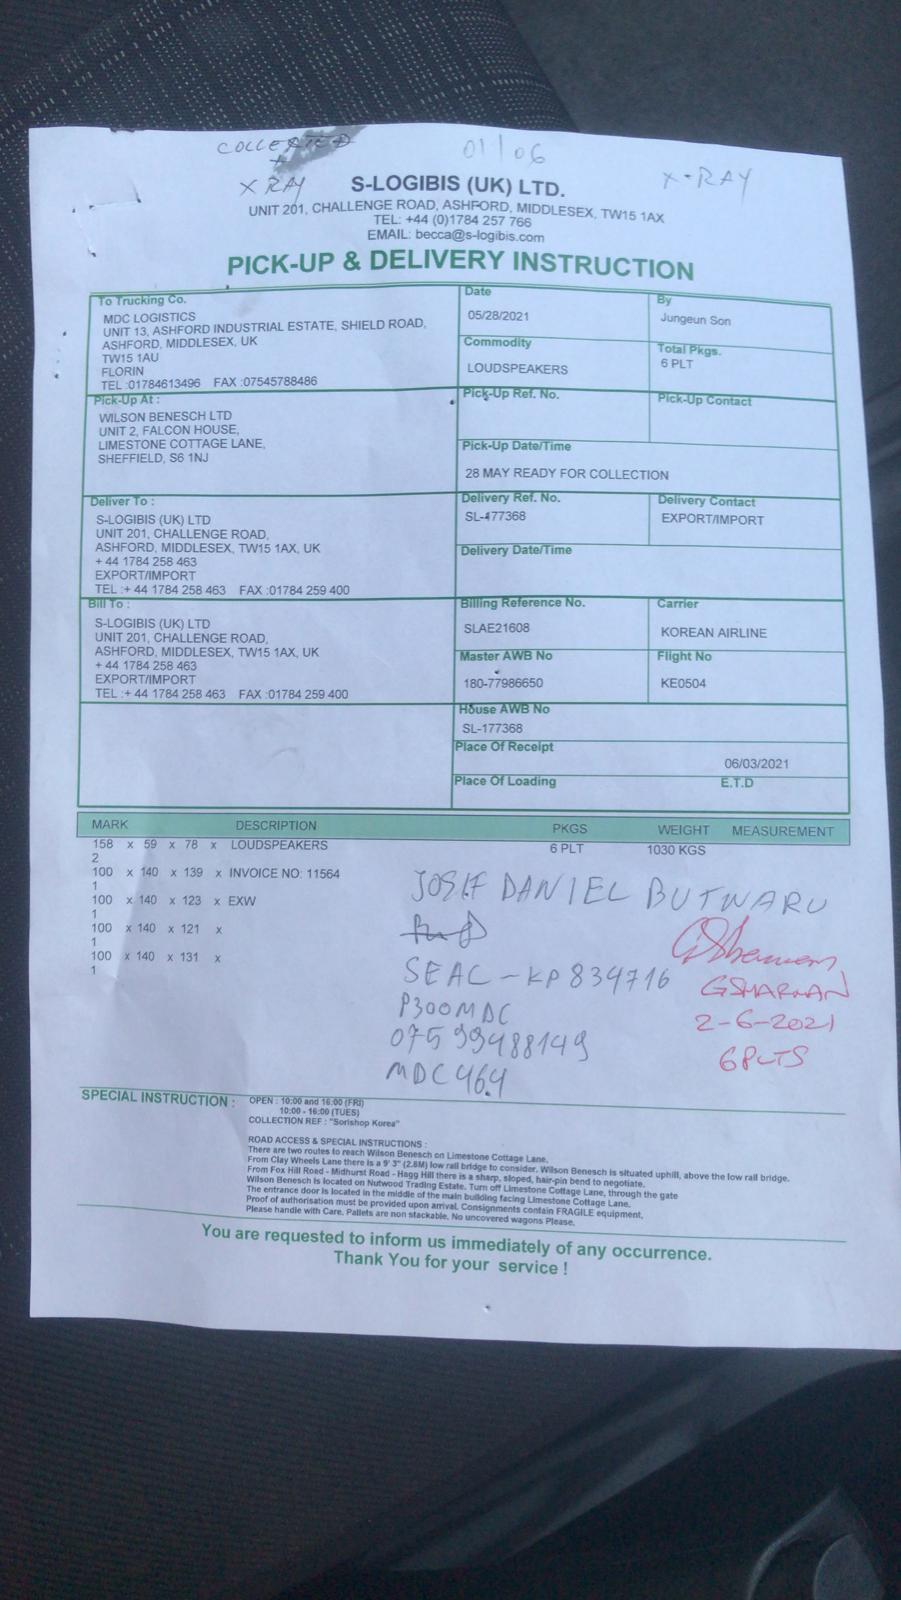 COLLECTED 01/06
+
X RAY X-RAY
S-LOGIBIS (UK) LTD.
UNIT 201, CHALLENGE ROAD, ASHFORD, MIDDLESEX, TW15 1AX
TEL: +44 (0)1784 257 766
EMAIL: becca@s-logibis.com
PICK-UP & DELIVERY INSTRUCTION
To Trucking Co.
MDC LOGISTICS
UNIT 13, ASHFORD INDUSTRIAL ESTATE, SHIELD ROAD,
ASHFORD, MIDDLESEX, UK
TW15 1AU
FLORIN
TEL :01784613496 FAX :07545788486
Date
05/28/2021
By
Jungeun Son
Commodity
LOUDSPEAKERS
Total Pkgs.
6 PLT
Pick-Up At :
WILSON BENESCH LTD
UNIT 2, FALCON HOUSE,
LIMESTONE COTTAGE LANE,
SHEFFIELD, S6 1NJ
Pick-Up Ref. No.
Pick-Up Contact
Pick-Up Date/Time
28 MAY READY FOR COLLECTION
Deliver To :
S-LOGIBIS (UK) LTD
UNIT 201, CHALLENGE ROAD,
ASHFORD, MIDDLESEX, TW15 1AX, UK
+ 44 1784 258 463
EXPORT/IMPORT
TEL :+ 44 1784 258 463 FAX :01784 259 400
Delivery Ref. No.
SL-177368
Delivery Contact
EXPORT/IMPORT
Delivery Date/Time
Bill To :
S-LOGIBIS (UK) LTD
UNIT 201, CHALLENGE ROAD,
ASHFORD, MIDDLESEX, TW15 1AX, UK
+ 44 1784 258 463
EXPORT/IMPORT
TEL :+ 44 1784 258 463 FAX :01784 259 400
Billing Reference No.
SLAE21608
Carrier
KOREAN AIRLINE
Master AWB No
180-77986650
Flight No
KE0504
House AWB No
SL-177368
Place Of Receipt
06/03/2021
Place Of Loading E.T.D
MARK DESCRIPTION PKGS WEIGHT MEASUREMENT
158 x 59 x 78 x LOUDSPEAKERS 6 PLT 1030 KGS
2
100 x 140 x 139 x INVOICE NO: 11564
1
100 x 140 x 123 x EXW
1
100 x 140 x 121 x
1
100 x 140 x 131 x
1
JOSIF DANIEL BUTNARU
SEAC - KP834716
P300MDC
07599488149
MDC464
GSHARMAN
2-6-2021
6PLTS
SPECIAL INSTRUCTION :
OPEN : 10:00 and 16:00 (FRI)
10:00 - 16:00 (TUES)
COLLECTION REF : "Sorishop Korea"
ROAD ACCESS & SPECIAL INSTRUCTIONS :
There are two routes to reach Wilson Benesch on Limestone Cottage Lane.
From Clay Wheels Lane there is a 9' 3" (2.8M) low rail bridge to consider. Wilson Benesch is situated uphill, above the low rail bridge.
From Fox Hill Road - Midhurst Road - Hagg Hill there is a sharp, sloped, hair-pin bend to negotiate.
Wilson Benesch is located on Nutwood Trading Estate. Turn off Limestone Cottage Lane, through the gate
The entrance door is located in the middle of the main building facing Limestone Cottage Lane.
Proof of authorisation must be provided upon arrival. Consignments contain FRAGILE equipment,
Please handle with Care. Pallets are non stackable. No uncovered wagons Please.
You are requested to inform us immediately of any occurrence.
Thank You for your service !